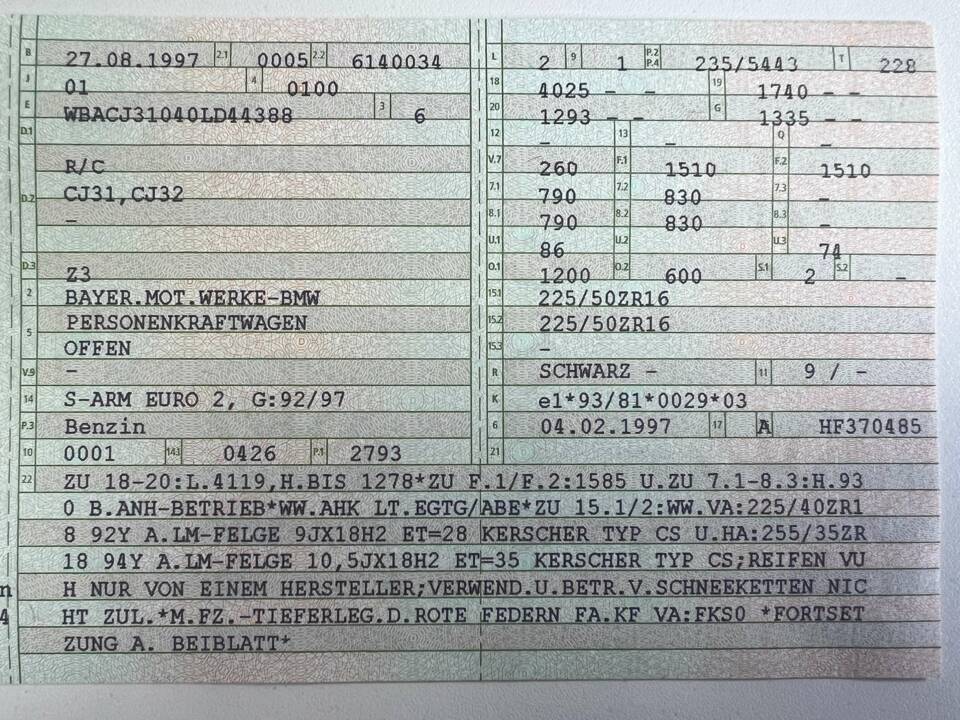 B 27.08.1997 2.1 0005 2.2 6140034
J 01 4 0100
E WBACJ31040LD44388 3 6
D.1
R/C
D.2 CJ31,CJ32
–
D.3 Z3
2 BAYER.MOT.WERKE-BMW
PERSONENKRAFTWAGEN
5
OFFEN
V.9 –
14 S-ARM EURO 2, G:92/97
P.3 Benzin
10 0001 14.1 0426 P.1 2793
L 2 9 1 P.2 P.4 235/5443 T 228
18 4025 – – 19 1740 – –
20 1293 – – G 1335 – –
12 – 13 – Q –
V.7 260 F.1 1510 F.2 1510
7.1 790 7.2 830 7.3 –
8.1 790 8.2 830 8.3 –
U.1 86 U.2 U.3 74
O.1 1200 O.2 600 S.1 2 S.2 –
15.1 225/50ZR16
15.2 225/50ZR16
15.3 –
R SCHWARZ – 11 9 / –
K e1*93/81*0029*03
6 04.02.1997 17 A HF370485
21
22 ZU 18-20:L.4119,H.BIS 1278*ZU F.1/F.2:1585 U.ZU 7.1-8.3:H.93
0 B.ANH-BETRIEB*WW.AHK LT.EGTG/ABE*ZU 15.1/2:WW.VA:225/40ZR1
8 92Y A.LM-FELGE 9JX18H2 ET=28 KERSCHER TYP CS U.HA:255/35ZR
18 94Y A.LM-FELGE 10,5JX18H2 ET=35 KERSCHER TYP CS;REIFEN VU
n H NUR VON EINEM HERSTELLER;VERWEND.U.BETR.V.SCHNEEKETTEN NIC
4 HT ZUL.*M.FZ.-TIEFERLEG.D.ROTE FEDERN FA.KF VA:FKS0 *FORTSET
ZUNG A. BEIBLATT*